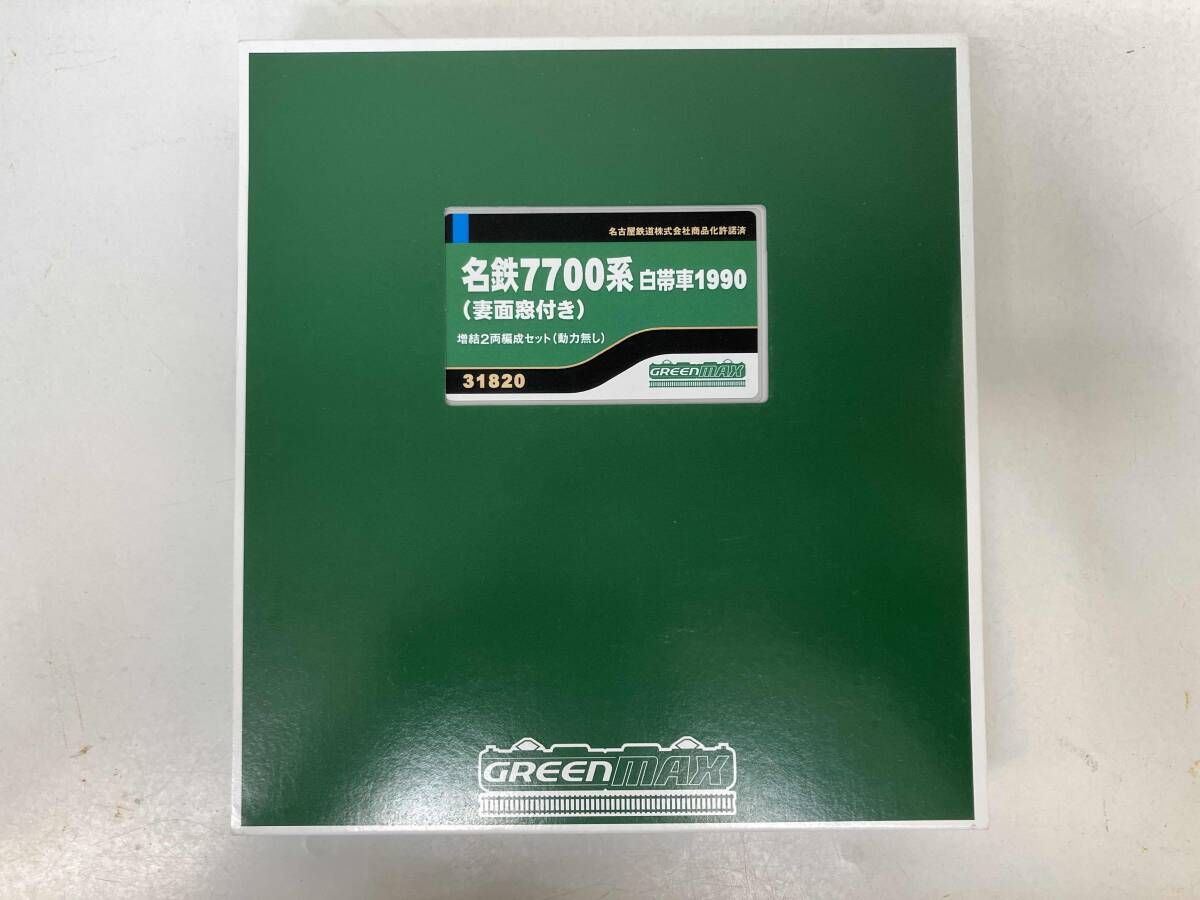 名古屋鉄道株式会社商品化許諾済
名鉄7700系 白帯車1990
(妻面窓付き)
増結2両編成セット(動力無し)
31820
GREENMAX
GREENMAX